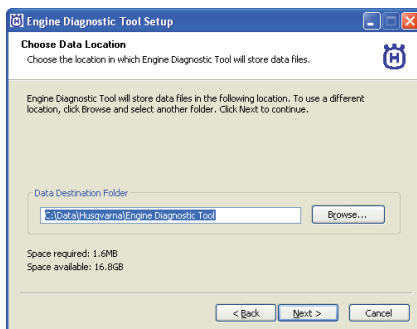 Engine Diagnostic Tool Setup
Choose Data Location
Choose the location in which Engine Diagnostic Tool will store data files.
Engine Diagnostic Tool will store data files in the following location. To use a different
location, click Browse and select another folder. Click Next to continue.
Data Destination Folder
C:\Data\Husqvarna\Engine Diagnostic Tool
Browse...
Space required: 1.6MB
Space available: 16.8GB
< Back Next > Cancel